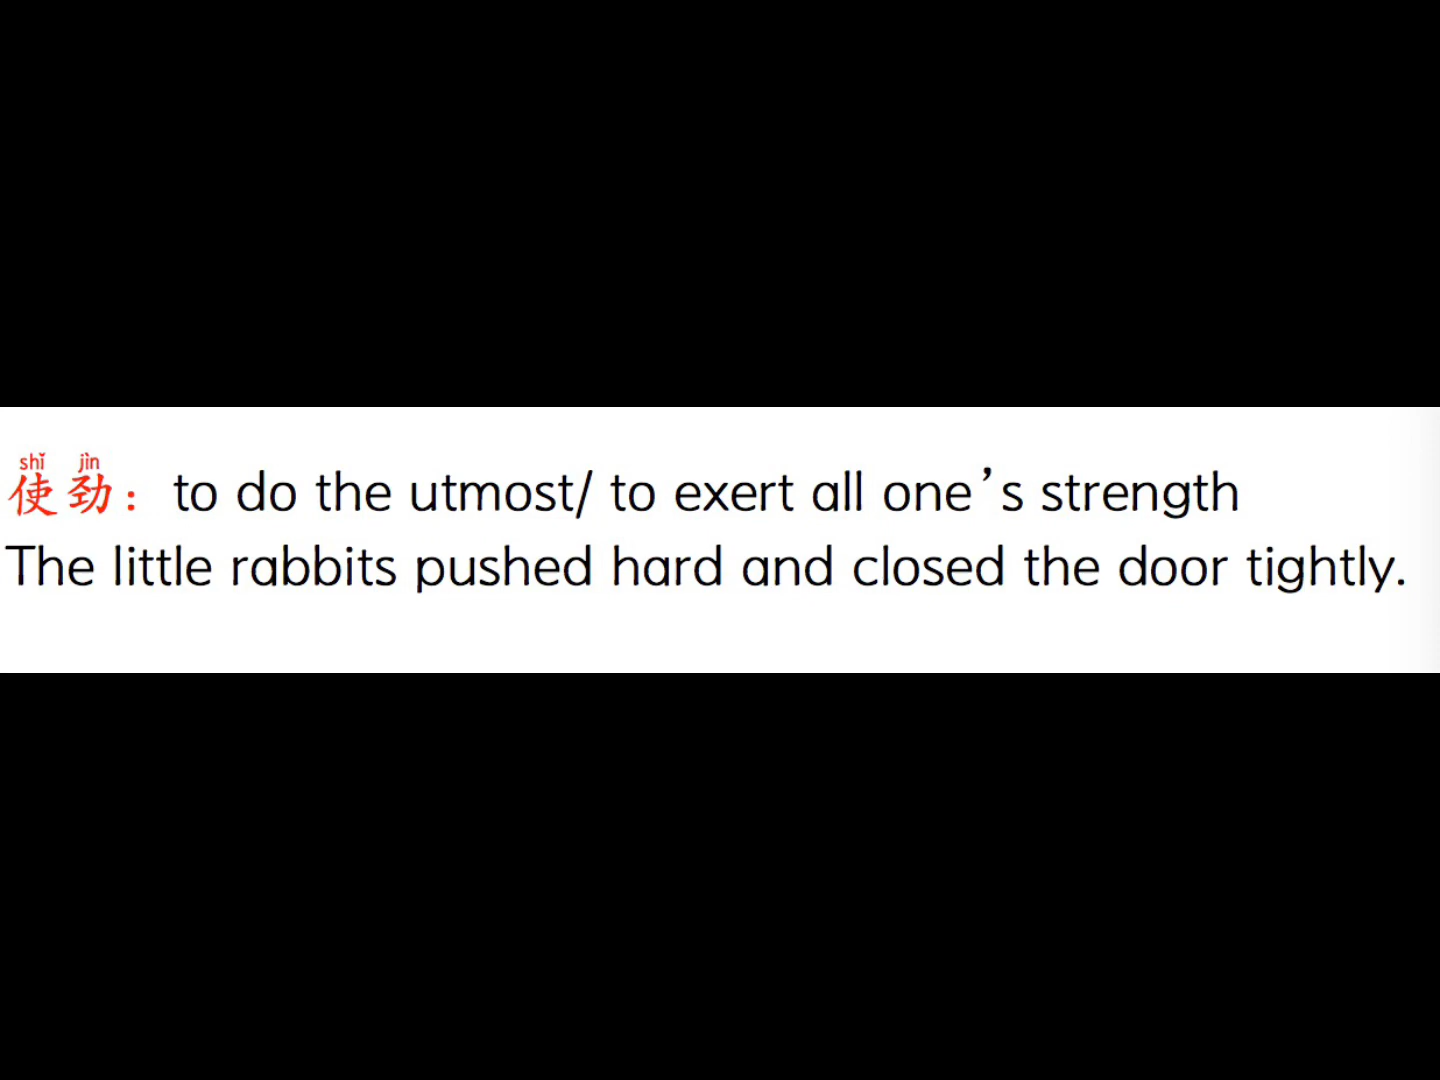 shǐ jìn
使劲：to do the utmost/ to exert all one’s strength
The little rabbits pushed hard and closed the door tightly.